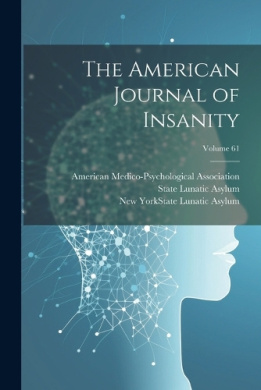 The American
Journal of
Insanity
Volume 61
American Medico-Psychological Association
State Lunatic Asylum
New YorkState Lunatic Asylum